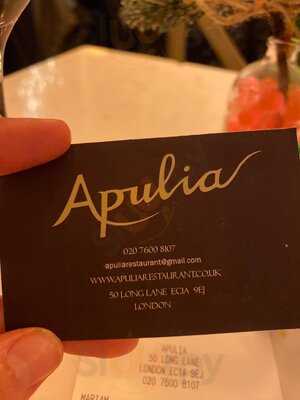 Apulia
020 7600 8107
apuliarestaurant@gmail.com
WWW.APULIARESTAURANT.CO.UK
50 LONG LANE EC1A 9EJ
LONDON
APULIA
50 LONG LANE
LONDON EC1A 9EJ
020 7600 8107
MARIAM